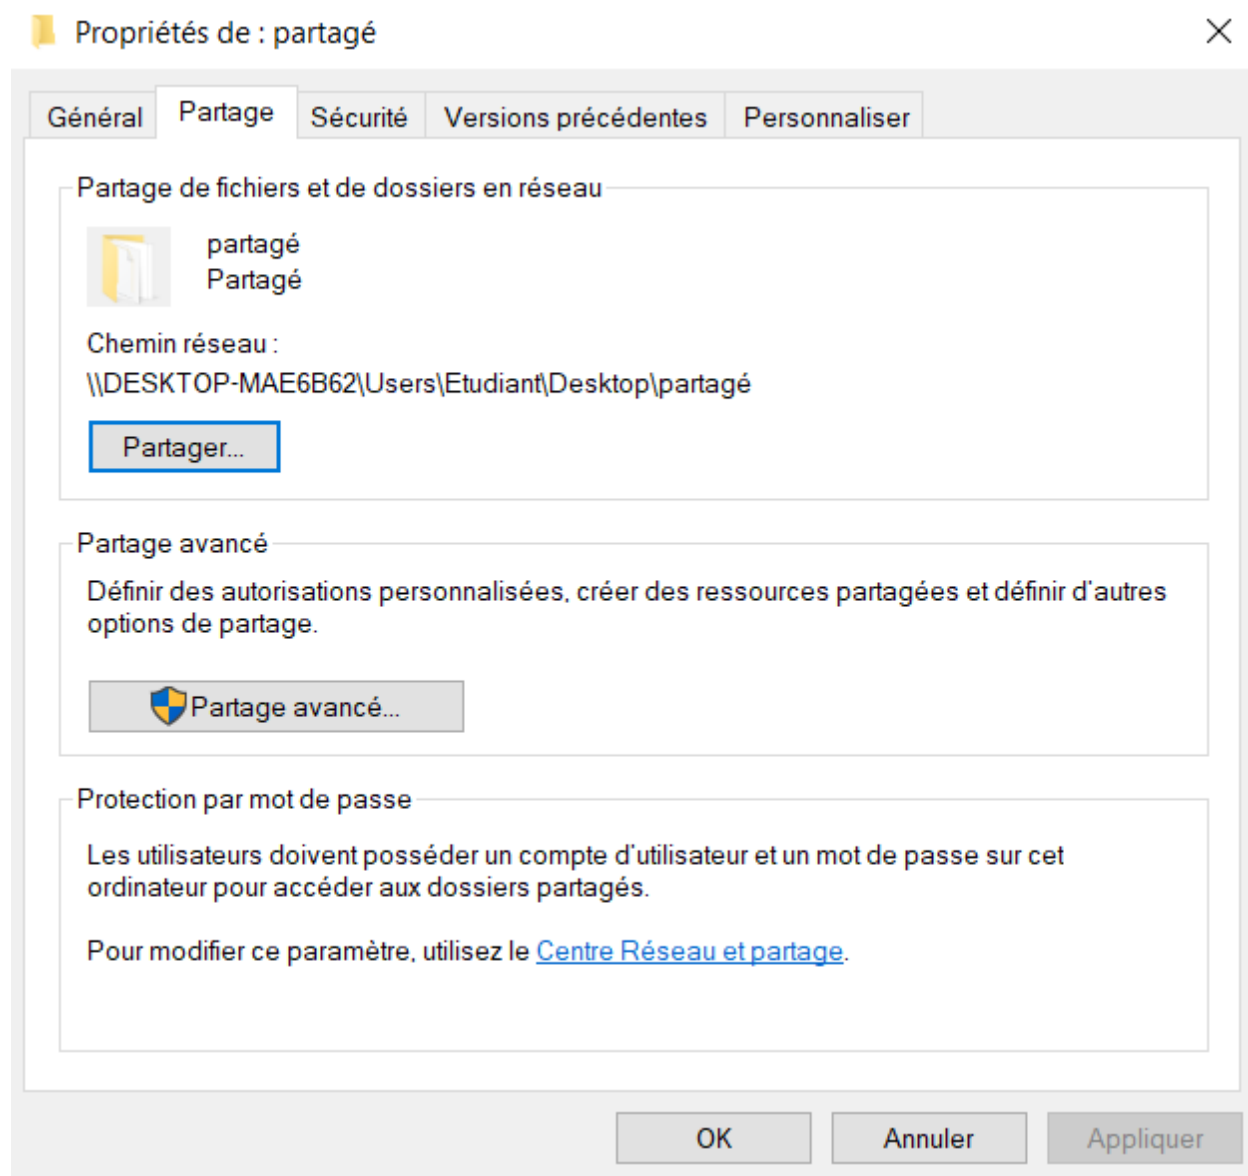 Propriétés de : partagé
Général
Partage
Sécurité
Versions précédentes
Personnaliser
Partage de fichiers et de dossiers en réseau
partagé
Partagé
Chemin réseau :
\\DESKTOP-MAE6B62\Users\Etudiant\Desktop\partagé
Partager...
Partage avancé
Définir des autorisations personnalisées, créer des ressources partagées et définir d'autres
options de partage.
Partage avancé...
Protection par mot de passe
Les utilisateurs doivent posséder un compte d'utilisateur et un mot de passe sur cet
ordinateur pour accéder aux dossiers partagés.
Pour modifier ce paramètre, utilisez le Centre Réseau et partage.
OK
Annuler
Appliquer